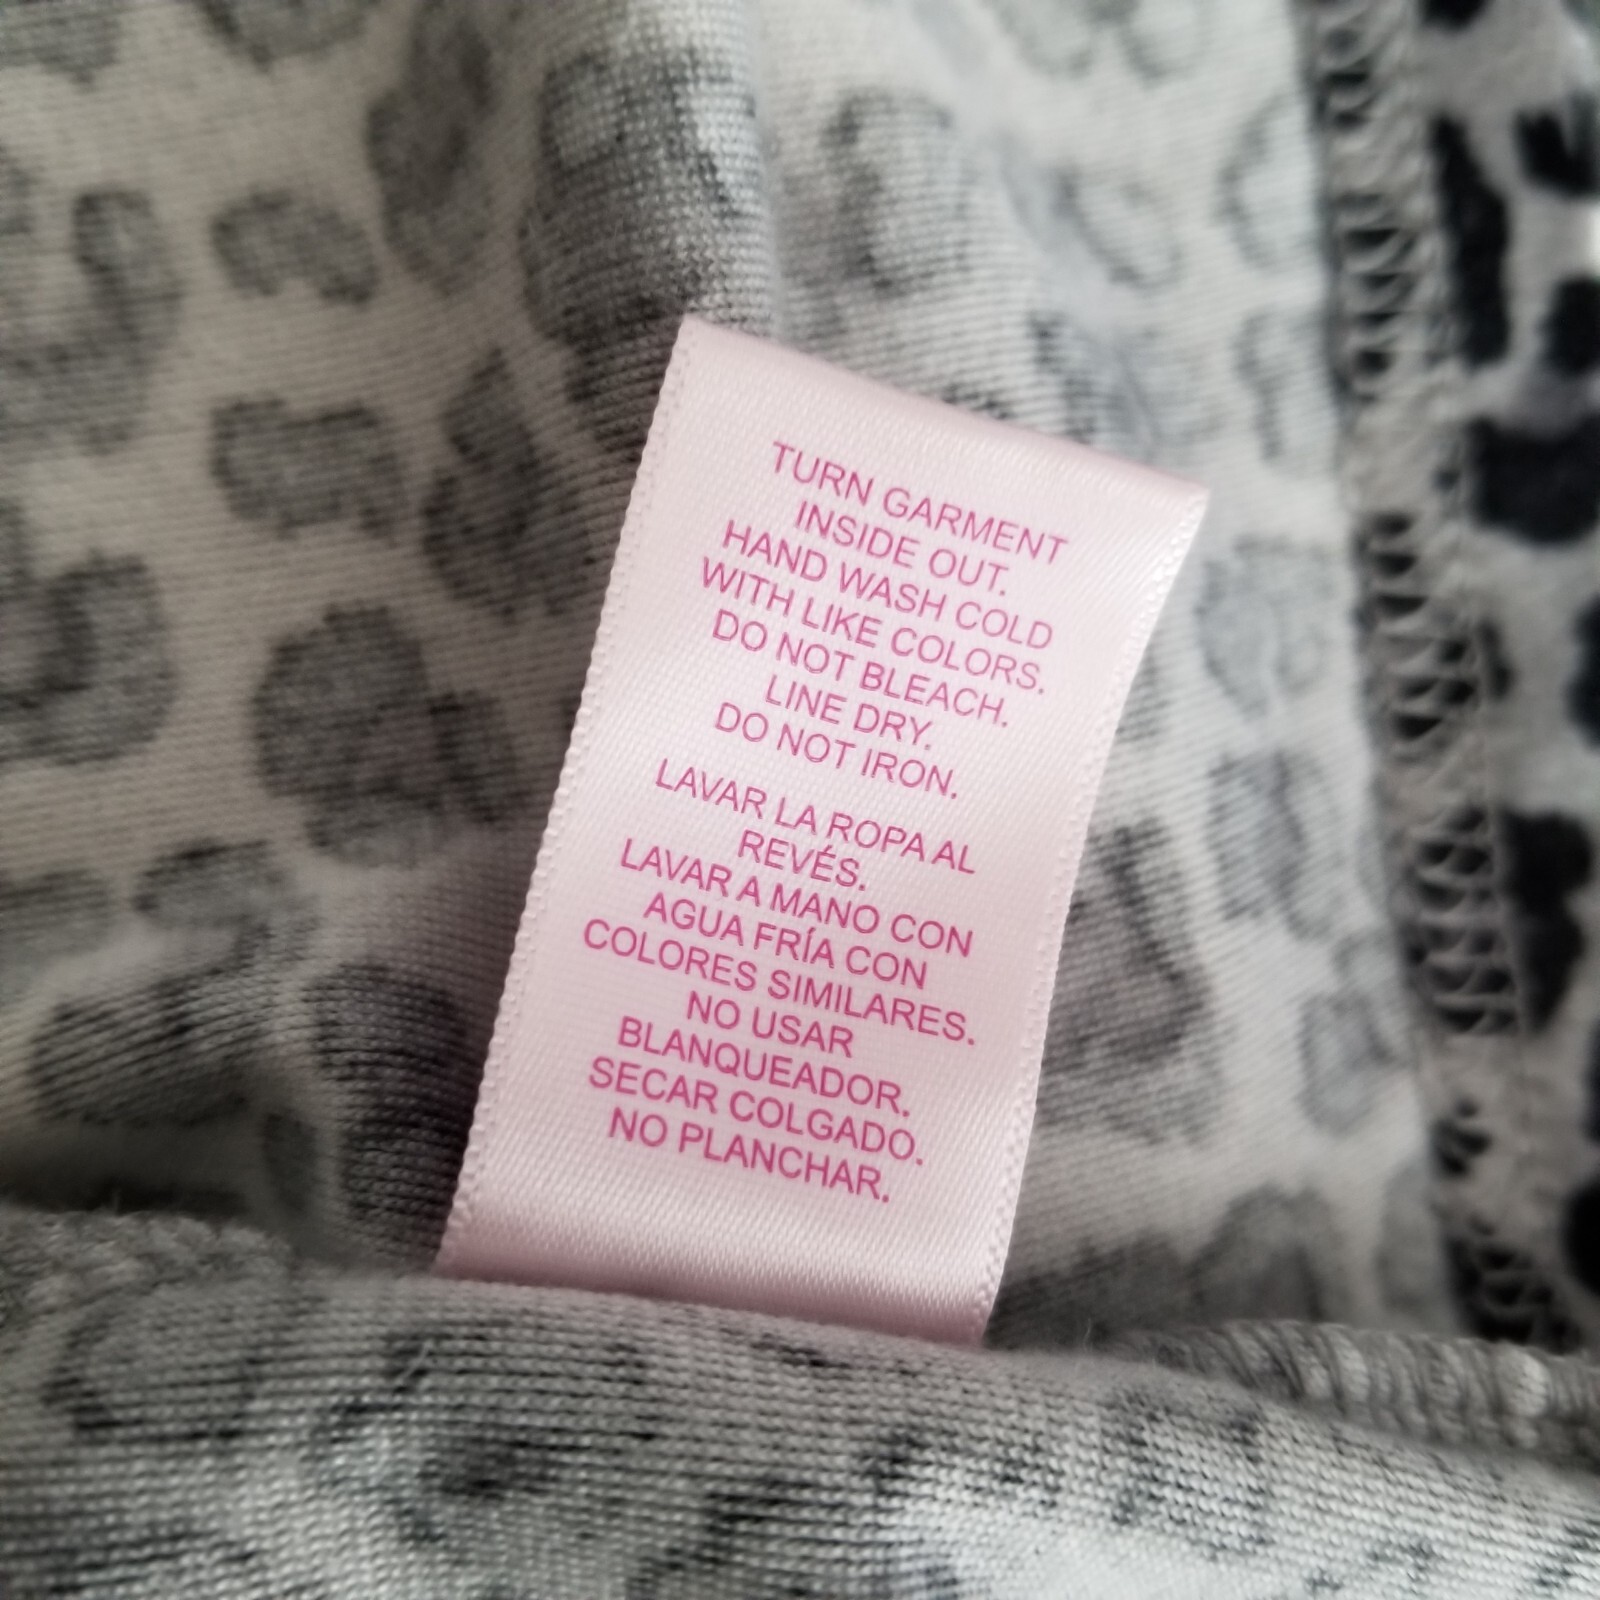 TURN GARMENT
INSIDE OUT.
HAND WASH COLD
WITH LIKE COLORS.
DO NOT BLEACH.
LINE DRY.
DO NOT IRON.
LAVAR LA ROPA AL
REVÉS.
LAVAR A MANO CON
AGUA FRÍA CON
COLORES SIMILARES.
NO USAR
BLANQUEADOR.
SECAR COLGADO.
NO PLANCHAR.